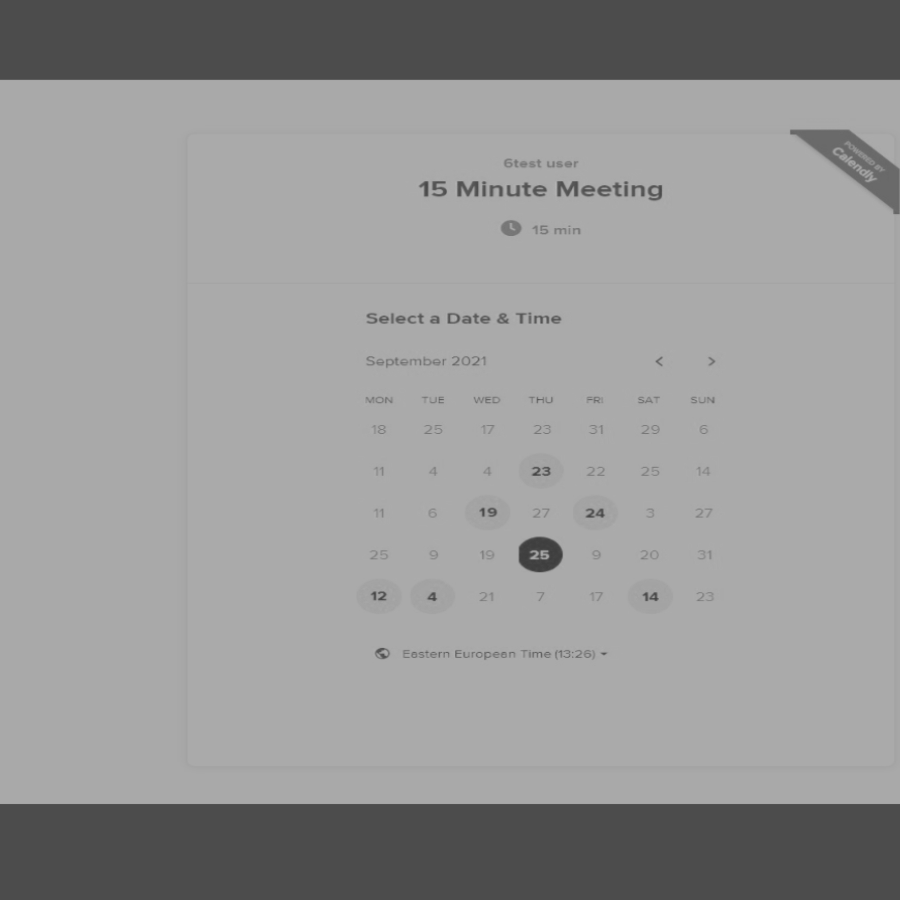 POWERED BY
Calendly
6test user
15 Minute Meeting
15 min
Select a Date & Time
September 2021 < >
MON TUE WED THU FRI SAT SUN
18 25 17 23 31 29 6
11 4 4 23 22 25 14
11 6 19 27 24 3 27
25 9 19 25 9 20 31
12 4 21 7 17 14 23
Eastern European Time (13:26)